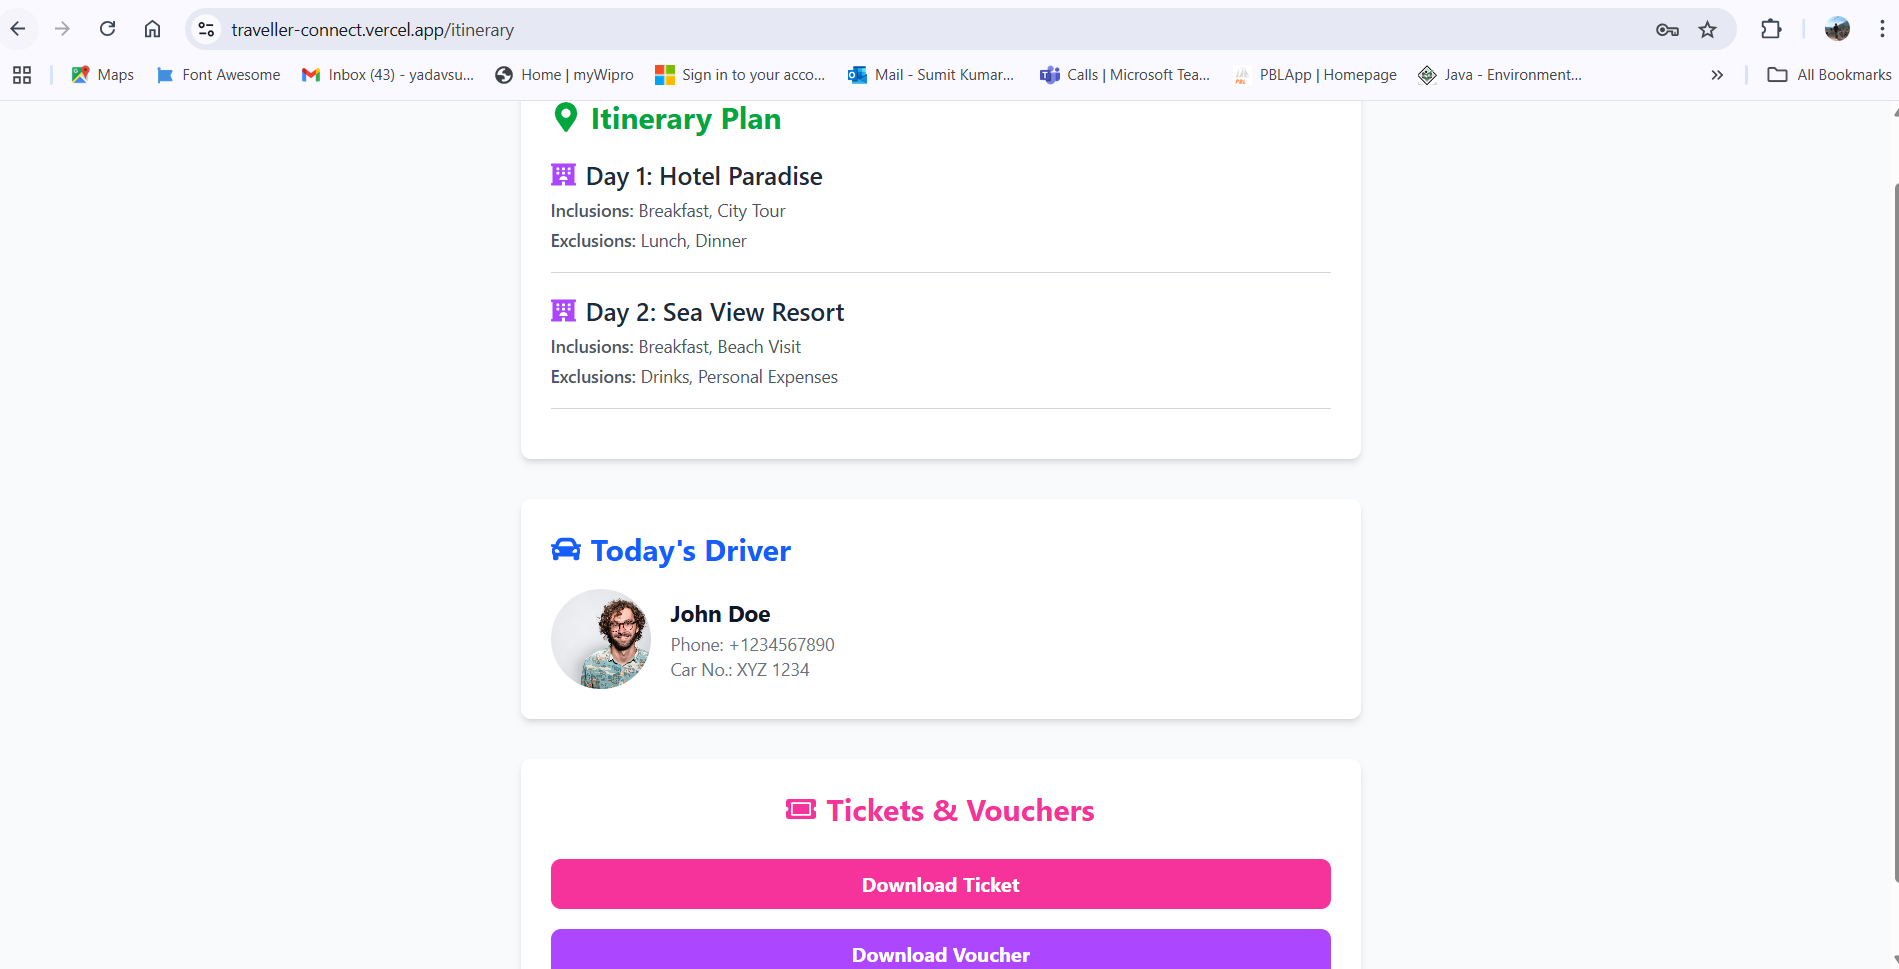 traveller-connect.vercel.app/itinerary
Maps
Font Awesome
Inbox (43) - yadavsu...
Home | myWipro
Sign in to your acco...
Mail - Sumit Kumar...
Calls | Microsoft Tea...
PBLApp | Homepage
Java - Environment...
All Bookmarks
Itinerary Plan
Day 1: Hotel Paradise
Inclusions: Breakfast, City Tour
Exclusions: Lunch, Dinner
Day 2: Sea View Resort
Inclusions: Breakfast, Beach Visit
Exclusions: Drinks, Personal Expenses
Today's Driver
John Doe
Phone: +1234567890
Car No.: XYZ 1234
Tickets & Vouchers
Download Ticket
Download Voucher